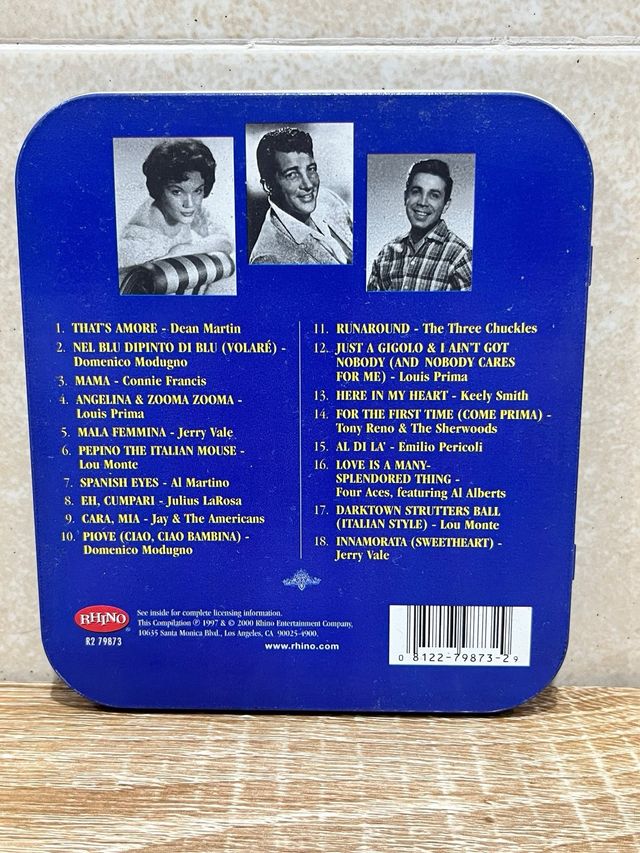 1. THAT'S AMORE - Dean Martin
2. NEL BLU DIPINTO DI BLU (VOLARÉ) -
Domenico Modugno
3. MAMA - Connie Francis
4. ANGELINA & ZOOMA ZOOMA -
Louis Prima
5. MALA FEMMINA - Jerry Vale
6. PEPINO THE ITALIAN MOUSE -
Lou Monte
7. SPANISH EYES - Al Martino
8. EH, CUMPARI - Julius LaRosa
9. CARA, MIA - Jay & The Americans
10. PIOVE (CIAO, CIAO BAMBINA) -
Domenico Modugno
11. RUNAROUND - The Three Chuckles
12. JUST A GIGOLO & I AIN'T GOT
NOBODY (AND NOBODY CARES
FOR ME) - Louis Prima
13. HERE IN MY HEART - Keely Smith
14. FOR THE FIRST TIME (COME PRIMA) -
Tony Reno & The Sherwoods
15. AL DI LA' - Emilio Pericoli
16. LOVE IS A MANY-
SPLENDORED THING -
Four Aces, featuring Al Alberts
17. DARKTOWN STRUTTERS BALL
(ITALIAN STYLE) - Lou Monte
18. INNAMORATA (SWEETHEART) -
Jerry Vale
RHINO
R2 79873
See inside for complete licensing information.
This Compilation ℗ 1997 & © 2000 Rhino Entertainment Company,
10635 Santa Monica Blvd., Los Angeles, CA 90025-4900.
www.rhino.com
0 8122-79873-2 9